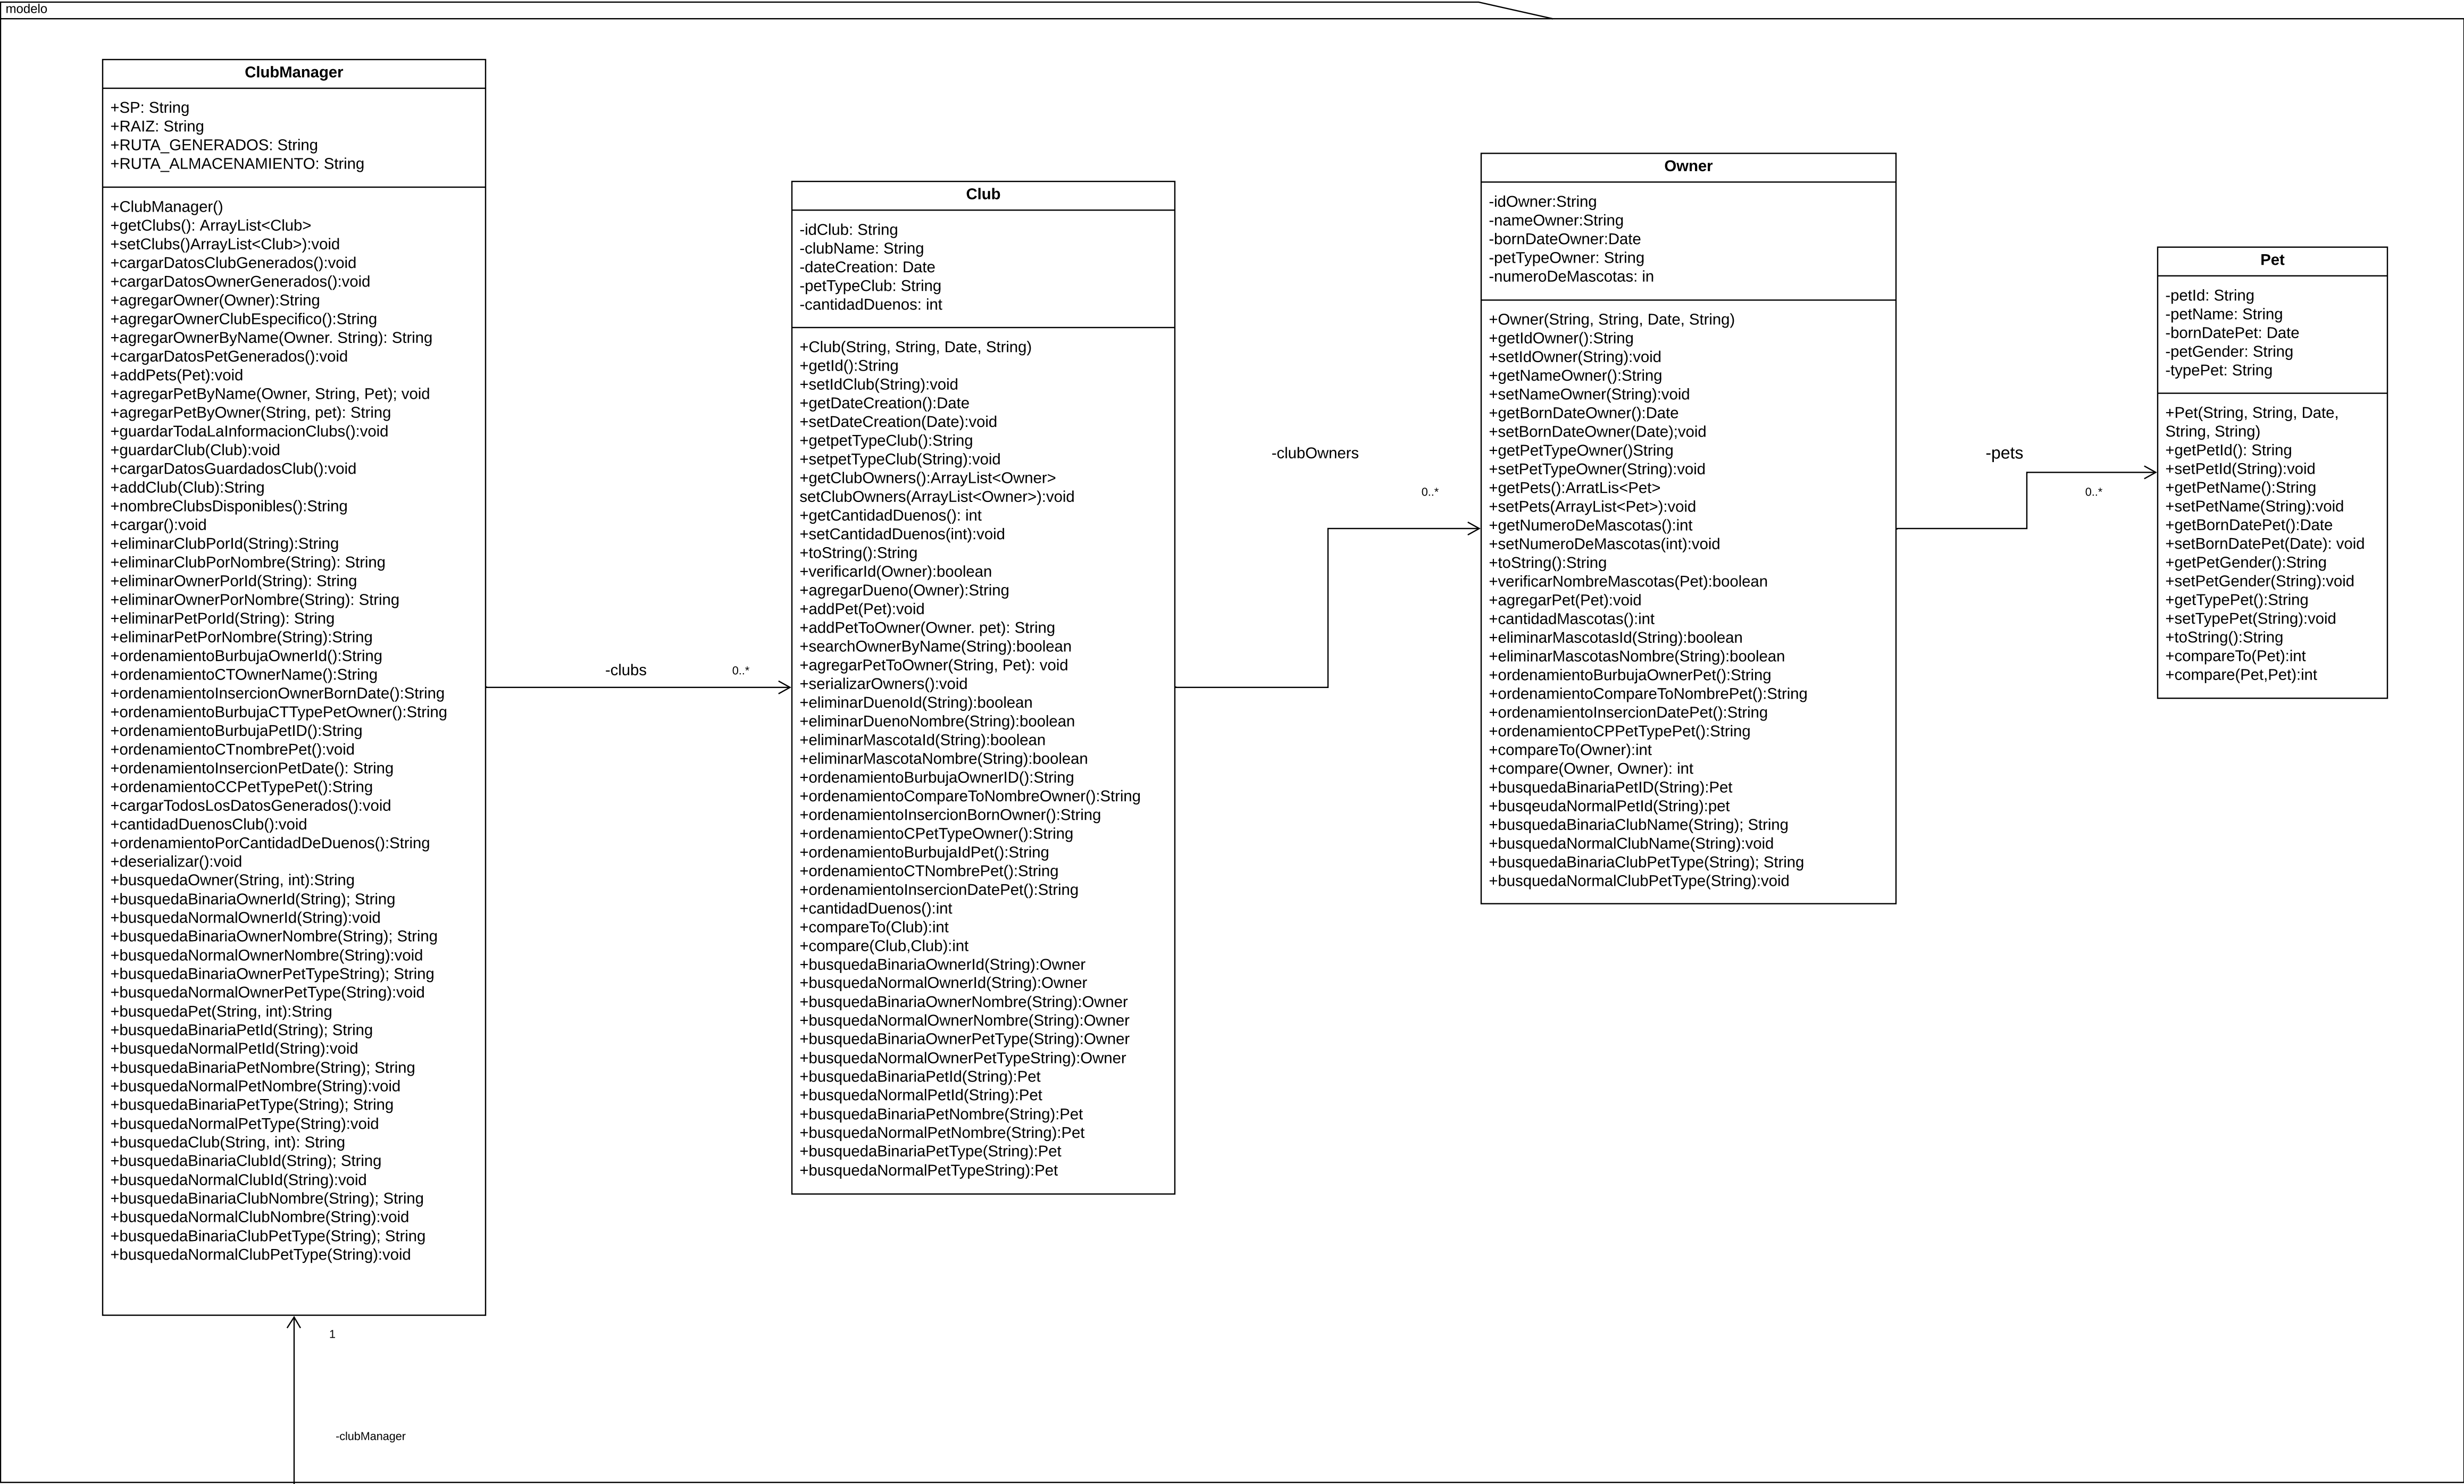 modelo
ClubManager
+SP: String
+RAIZ: String
+RUTA_GENERADOS: String
+RUTA_ALMACENAMIENTO: String
+ClubManager()
+getClubs(): ArrayList<Club>
+setClubs()ArrayList<Club>):void
+cargarDatosClubGenerados():void
+cargarDatosOwnerGenerados():void
+agregarOwner(Owner):String
+agregarOwnerClubEspecifico():String
+agregarOwnerByName(Owner. String): String
+cargarDatosPetGenerados():void
+addPets(Pet):void
+agregarPetByName(Owner, String, Pet); void
+agregarPetByOwner(String, pet): String
+guardarTodaLaInformacionClubs():void
+guardarClub(Club):void
+cargarDatosGuardadosClub():void
+addClub(Club):String
+nombreClubsDisponibles():String
+cargar():void
+eliminarClubPorId(String):String
+eliminarClubPorNombre(String): String
+eliminarOwnerPorId(String): String
+eliminarOwnerPorNombre(String): String
+eliminarPetPorId(String): String
+eliminarPetPorNombre(String):String
+ordenamientoBurbujaOwnerId():String
+ordenamientoCTOwnerName():String
+ordenamientoInsercionOwnerBornDate():String
+ordenamientoBurbujaCTTypePetOwner():String
+ordenamientoBurbujaPetID():String
+ordenamientoCTnombrePet():void
+ordenamientoInsercionPetDate(): String
+ordenamientoCCPetTypePet():String
+cargarTodosLosDatosGenerados():void
+cantidadDuenosClub():void
+ordenamientoPorCantidadDeDuenos():String
+deserializar():void
+busquedaOwner(String, int):String
+busquedaBinariaOwnerId(String); String
+busquedaNormalOwnerId(String):void
+busquedaBinariaOwnerNombre(String); String
+busquedaNormalOwnerNombre(String):void
+busquedaBinariaOwnerPetTypeString); String
+busquedaNormalOwnerPetType(String):void
+busquedaPet(String, int):String
+busquedaBinariaPetId(String); String
+busquedaNormalPetId(String):void
+busquedaBinariaPetNombre(String); String
+busquedaNormalPetNombre(String):void
+busquedaBinariaPetType(String); String
+busquedaNormalPetType(String):void
+busquedaClub(String, int): String
+busquedaBinariaClubId(String); String
+busquedaNormalClubId(String):void
+busquedaBinariaClubNombre(String); String
+busquedaNormalClubNombre(String):void
+busquedaBinariaClubPetType(String); String
+busquedaNormalClubPetType(String):void
1
-clubManager
-clubs
0..*
Club
-idClub: String
-clubName: String
-dateCreation: Date
-petTypeClub: String
-cantidadDuenos: int
+Club(String, String, Date, String)
+getId():String
+setIdClub(String):void
+getDateCreation():Date
+setDateCreation(Date):void
+getpetTypeClub():String
+setpetTypeClub(String):void
+getClubOwners():ArrayList<Owner>
setClubOwners(ArrayList<Owner>):void
+getCantidadDuenos(): int
+setCantidadDuenos(int):void
+toString():String
+verificarId(Owner):boolean
+agregarDueno(Owner):String
+addPet(Pet):void
+addPetToOwner(Owner. pet): String
+searchOwnerByName(String):boolean
+agregarPetToOwner(String, Pet): void
+serializarOwners():void
+eliminarDuenoId(String):boolean
+eliminarDuenoNombre(String):boolean
+eliminarMascotaId(String):boolean
+eliminarMascotaNombre(String):boolean
+ordenamientoBurbujaOwnerID():String
+ordenamientoCompareToNombreOwner():String
+ordenamientoInsercionBornOwner():String
+ordenamientoCPetTypeOwner():String
+ordenamientoBurbujaIdPet():String
+ordenamientoCTNombrePet():String
+ordenamientoInsercionDatePet():String
+cantidadDuenos():int
+compareTo(Club):int
+compare(Club,Club):int
+busquedaBinariaOwnerId(String):Owner
+busquedaNormalOwnerId(String):Owner
+busquedaBinariaOwnerNombre(String):Owner
+busquedaNormalOwnerNombre(String):Owner
+busquedaBinariaOwnerPetType(String):Owner
+busquedaNormalOwnerPetTypeString):Owner
+busquedaBinariaPetId(String):Pet
+busquedaNormalPetId(String):Pet
+busquedaBinariaPetNombre(String):Pet
+busquedaNormalPetNombre(String):Pet
+busquedaBinariaPetType(String):Pet
+busquedaNormalPetTypeString):Pet
-clubOwners
0..*
Owner
-idOwner:String
-nameOwner:String
-bornDateOwner:Date
-petTypeOwner: String
-numeroDeMascotas: in
+Owner(String, String, Date, String)
+getIdOwner():String
+setIdOwner(String):void
+getNameOwner():String
+setNameOwner(String):void
+getBornDateOwner():Date
+setBornDateOwner(Date);void
+getPetTypeOwner()String
+setPetTypeOwner(String):void
+getPets():ArratLis<Pet>
+setPets(ArrayList<Pet>):void
+getNumeroDeMascotas():int
+setNumeroDeMascotas(int):void
+toString():String
+verificarNombreMascotas(Pet):boolean
+agregarPet(Pet):void
+cantidadMascotas():int
+eliminarMascotasId(String):boolean
+eliminarMascotasNombre(String):boolean
+ordenamientoBurbujaOwnerPet():String
+ordenamientoCompareToNombrePet():String
+ordenamientoInsercionDatePet():String
+ordenamientoCPPetTypePet():String
+compareTo(Owner):int
+compare(Owner, Owner): int
+busquedaBinariaPetID(String):Pet
+busqeudaNormalPetId(String):pet
+busquedaBinariaClubName(String); String
+busquedaNormalClubName(String):void
+busquedaBinariaClubPetType(String); String
+busquedaNormalClubPetType(String):void
-pets
0..*
Pet
-petId: String
-petName: String
-bornDatePet: Date
-petGender: String
-typePet: String
+Pet(String, String, Date,
String, String)
+getPetId(): String
+setPetId(String):void
+getPetName():String
+setPetName(String):void
+getBornDatePet():Date
+setBornDatePet(Date): void
+getPetGender():String
+setPetGender(String):void
+getTypePet():String
+setTypePet(String):void
+toString():String
+compareTo(Pet):int
+compare(Pet,Pet):int